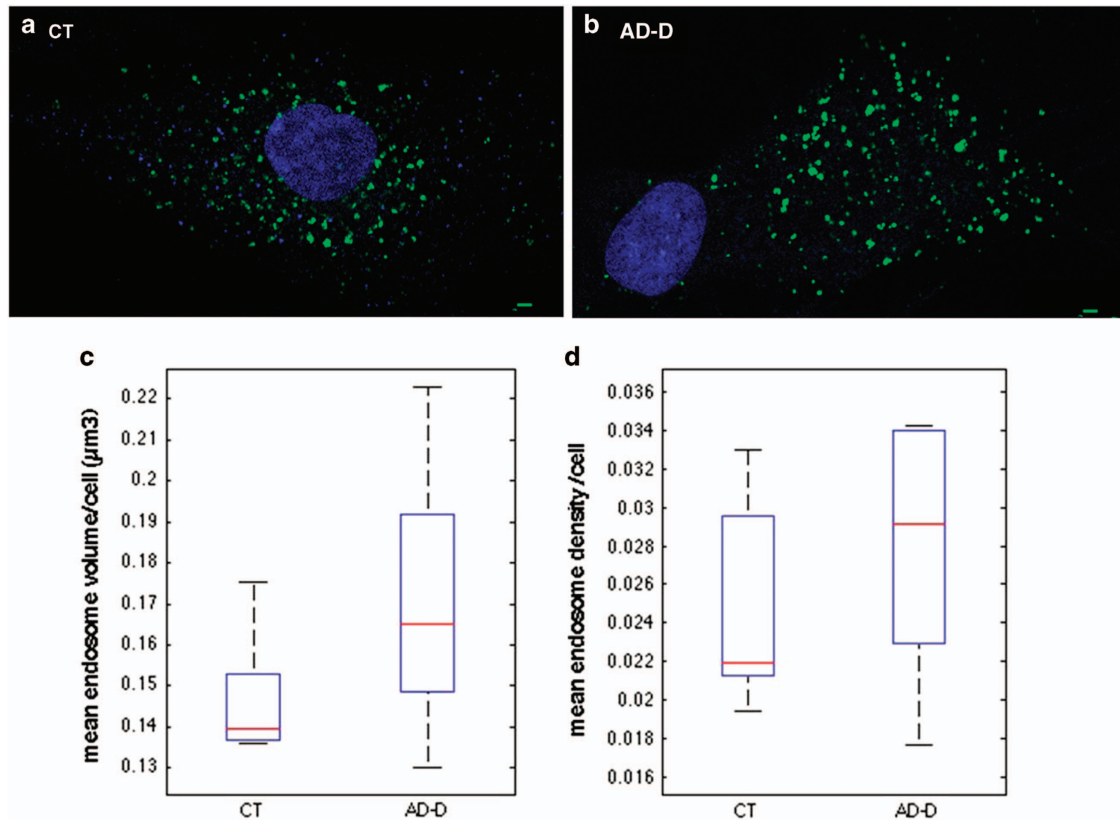 a CT
b AD-D
c
mean endosome volume/cell (µm3)
0.22
0.21
0.2
0.19
0.18
0.17
0.16
0.15
0.14
0.13
CT AD-D
d
mean endosome density/cell
0.036
0.034
0.032
0.03
0.028
0.026
0.024
0.022
0.02
0.018
0.016
CT AD-D